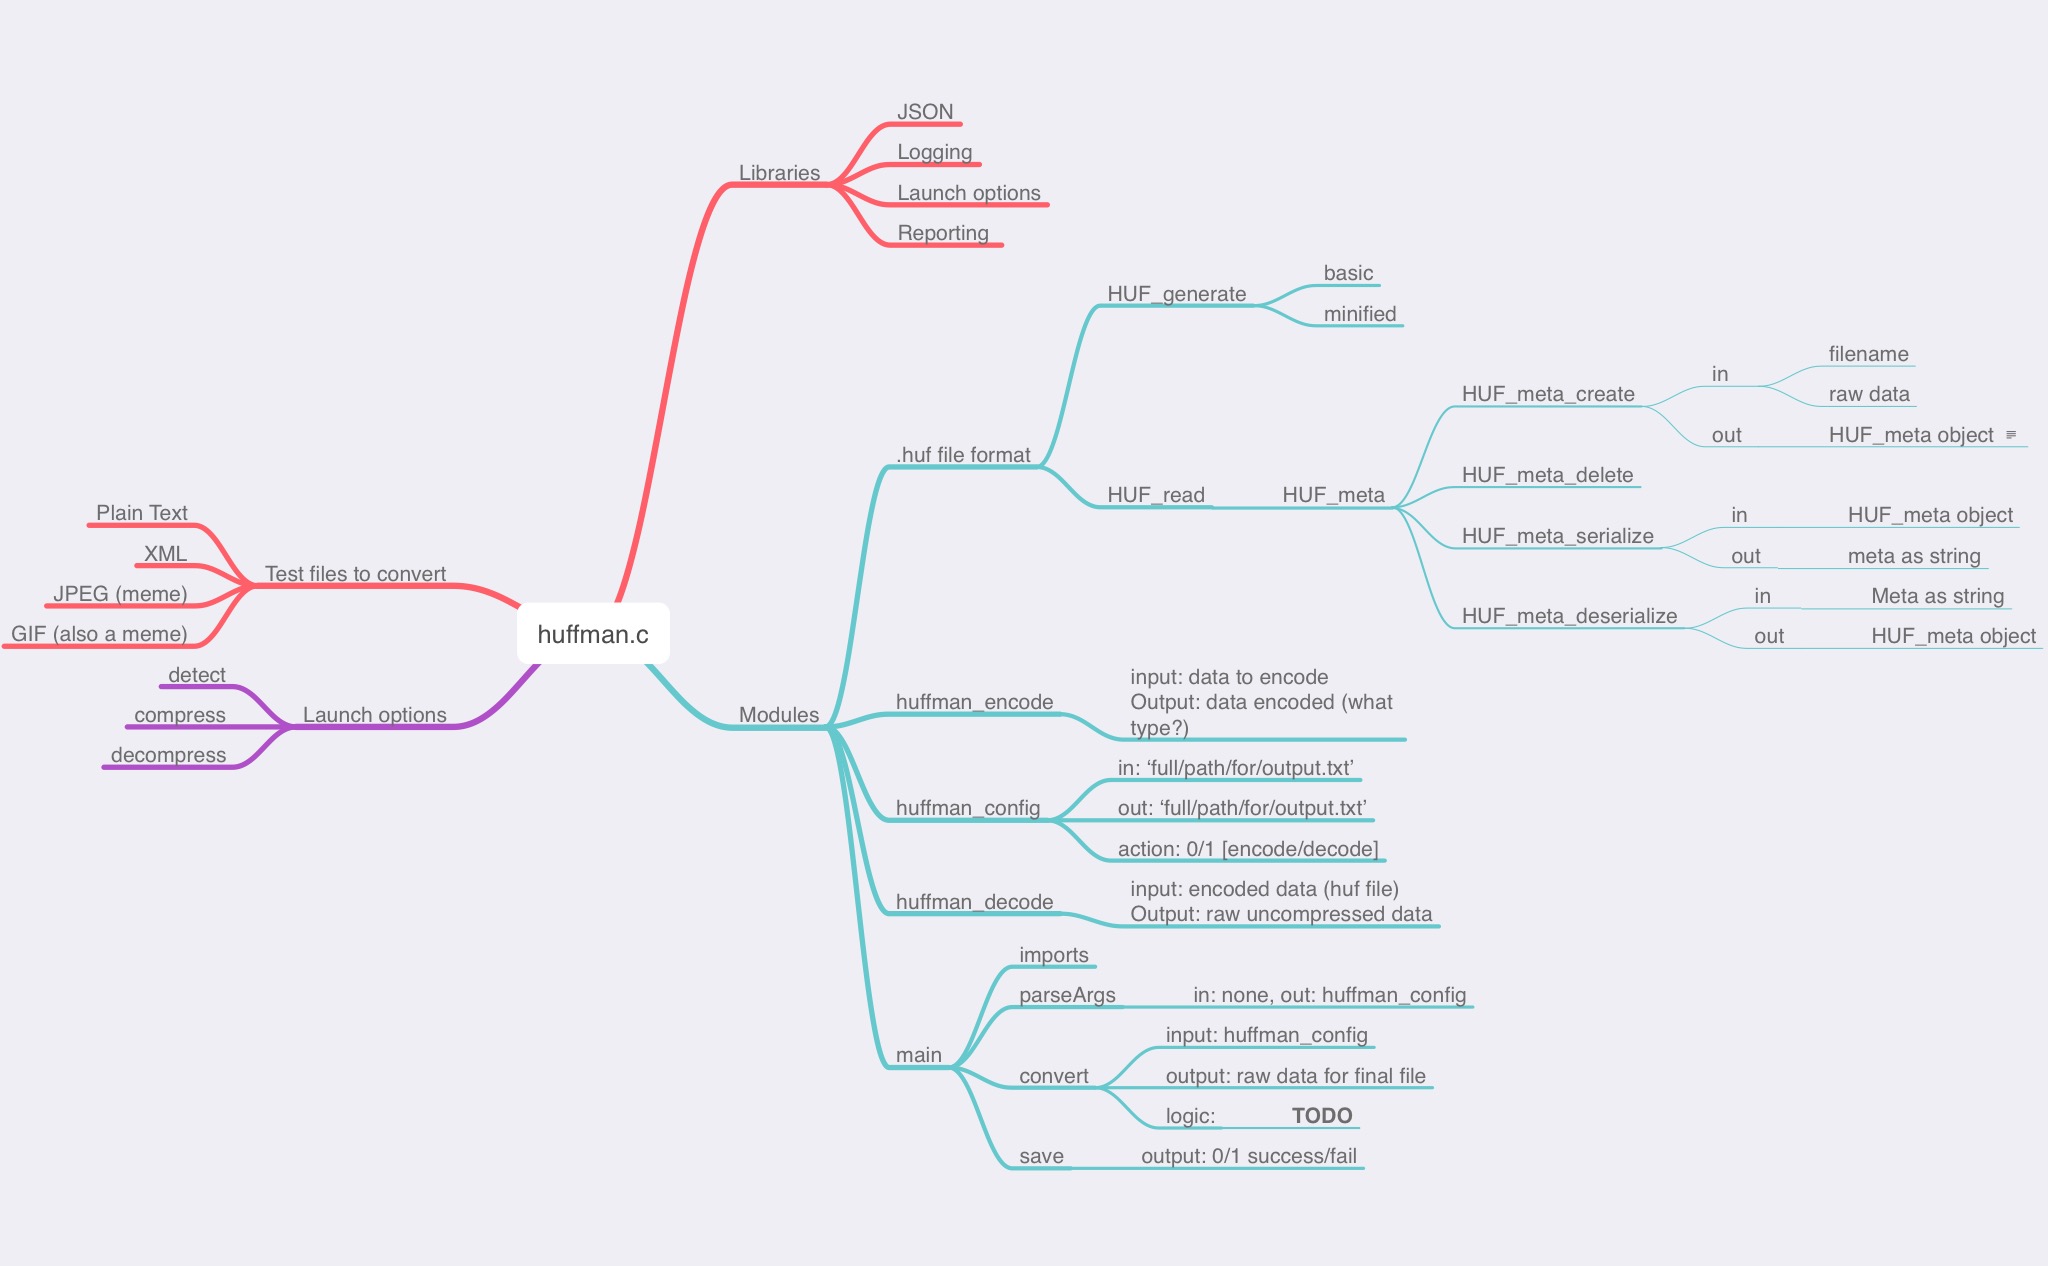 huffman.c
Libraries
JSON
Logging
Launch options
Reporting
Modules
.huf file format
HUF_generate
basic
minified
HUF_read
HUF_meta
HUF_meta_create
in
filename
raw data
out
HUF_meta object
HUF_meta_delete
HUF_meta_serialize
in
HUF_meta object
out
meta as string
HUF_meta_deserialize
in
Meta as string
out
HUF_meta object
huffman_encode
input: data to encode
Output: data encoded (what
type?)
huffman_config
in: ‘full/path/for/output.txt’
out: ‘full/path/for/output.txt’
action: 0/1 [encode/decode]
huffman_decode
input: encoded data (huf file)
Output: raw uncompressed data
main
imports
parseArgs
in: none, out: huffman_config
convert
input: huffman_config
output: raw data for final file
logic:
TODO
save
output: 0/1 success/fail
Test files to convert
Plain Text
XML
JPEG (meme)
GIF (also a meme)
Launch options
detect
compress
decompress